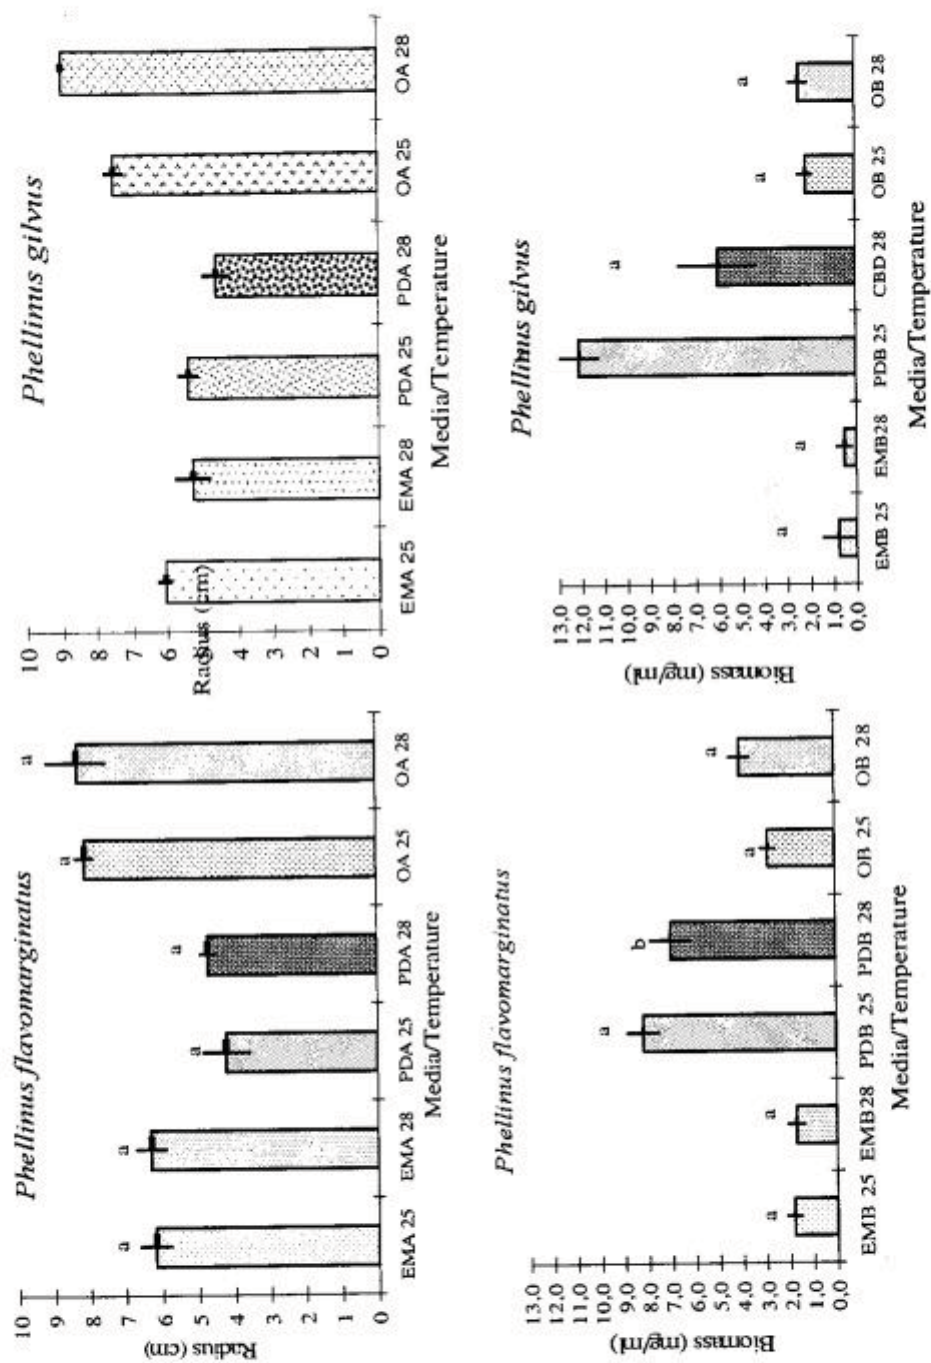 Phellinus flavomarginatus
Radius (cm)
10
9
8
7
6
5
4
3
2
1
0
a
a
a
a
a
a
EMA 25 EMA 28 PDA 25 PDA 28 OA 25 OA 28
Media/Temperature
Phellimus gilvus
Radius (cm)
10
9
8
7
6
5
4
3
2
1
0
EMA 25 EMA 28 PDA 25 PDA 28 OA 25 OA 28
Media/Temperature
Phellinus flavomarginatus
Biomass (mg/ml)
13,0
12,0
11,0
10,0
9,0
8,0
7,0
6,0
5,0
4,0
3,0
2,0
1,0
0,0
a
a
a
b
a
a
EMB 25 EMB28 PDB 25 PDB 28 OB 25 OB 28
Media/Temperature
Phellimus gilvus
Biomass (mg/ml)
13,0
12,0
11,0
10,0
9,0
8,0
7,0
6,0
5,0
4,0
3,0
2,0
1,0
0,0
a
a
a
a
a
EMB 25 EMB28 PDB 25 CBD 28 OB 25 OB 28
Media/Temperature